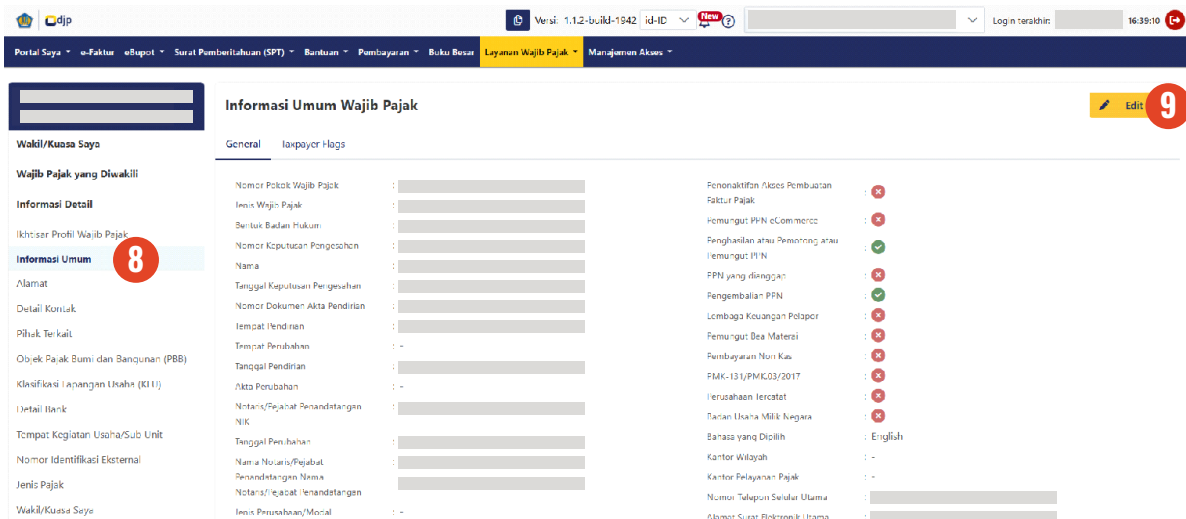 djp
Versi: 1.1.2-build-1942 id-ID New ? Login terakhir: 16:39:10
Portal Saya e-Faktur eBupot Surat Pemberitahuan (SPT) Bantuan Pembayaran Buku Besar Layanan Wajib Pajak Manajemen Akses
Informasi Umum Wajib Pajak
Edit
9
Wakil/Kuasa Saya
Wajib Pajak yang Diwakili
Informasi Detail
Ikhtisar Profil Wajib Pajak
Informasi Umum
8
Alamat
Detail Kontak
Pihak Terkait
Objek Pajak Bumi dan Bangunan (PBB)
Klasifikasi Lapangan Usaha (KLU)
Detail Bank
Tempat Kegiatan Usaha/Sub Unit
Nomor Identifikasi Eksternal
Jenis Pajak
Wakil/Kuasa Saya
General Taxpayer Flags
Nomor Pokok Wajib Pajak :
Jenis Wajib Pajak :
Bentuk Badan Hukum :
Nomor Keputusan Pengesahan :
Nama :
Tanggal Keputusan Pengesahan :
Nomor Dokumen Akta Pendirian :
Tempat Pendirian :
Tempat Perubahan : -
Tanggal Pendirian :
Akta Perubahan : -
Notaris/Pejabat Penandatangan :
NIK
Tanggal Perubahan :
Nama Notaris/Pejabat :
Penandatangan Nama
Notaris/Pejabat Penandatangan
Jenis Perusahaan/Modal : -
Penonaktifan Akses Pembuatan
Faktur Pajak :
Pemungut PPN eCommerce :
Penghasilan atau Pemotong atau
Pemungut PPN :
PPN yang dianggap :
Pengembalian PPN :
Lembaga Keuangan Pelapor :
Pemungut Bea Materai :
Pembayaran Non Kas :
PMK-131/PMK.03/2017 :
Perusahaan Tercatat :
Badan Usaha Milik Negara :
Bahasa yang Dipilih : English
Kantor Wilayah : -
Kantor Pelayanan Pajak : -
Nomor Telepon Seluler Utama :
Alamat Surat Elektronik Utama :